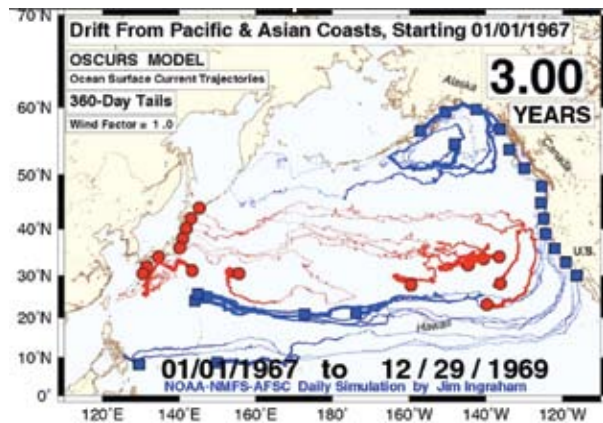 Drift From Pacific & Asian Coasts, Starting 01/01/1967
OSCURS MODEL
Ocean Surface Current Trajectories
360-Day Tails
Wind Factor = 1.0
3.00
YEARS
Alaska
Canada
U.S.
Hawaii
70˚N
60˚N
50˚N
40˚N
30˚N
20˚N
10˚N
0˚
01/01/1967 to 12 / 29 / 1969
NOAA-NMFS-AFSC Daily Simulation by Jim Ingraham
120˚E 140˚E 160˚E 180˚ 160˚W 140˚W 120˚W